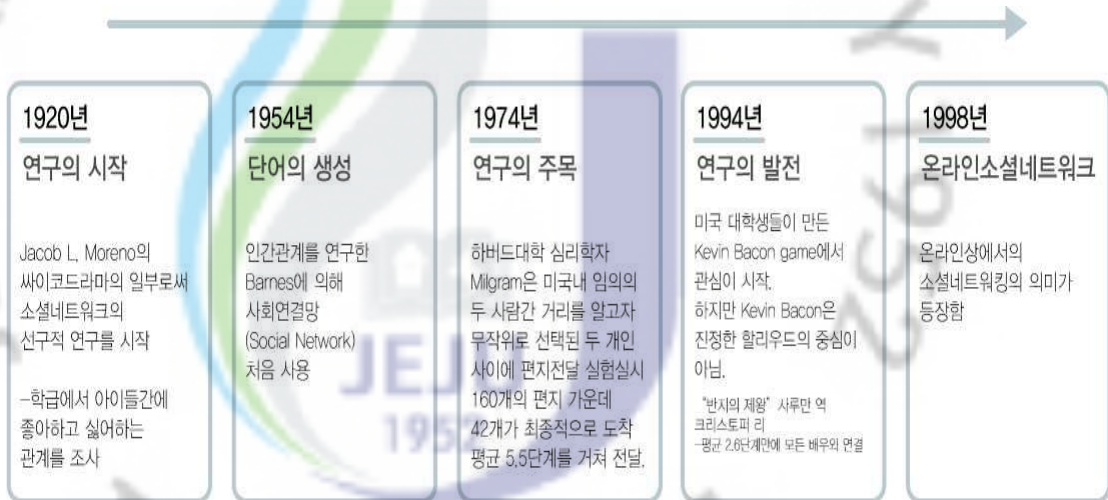 1920년
연구의 시작
Jacob L, Moreno의
싸이코드라마의 일부로써
소셜네트워크의
선구적 연구를 시작
-학급에서 아이들간에
좋아하고 싫어하는
관계를 조사
1954년
단어의 생성
인간관계를 연구한
Barnes에 의해
사회연결망
(Social Network)
처음 사용
1974년
연구의 주목
하버드대학 심리학자
Milgram은 미국내 임의의
두 사람간 거리를 알고자
무작위로 선택된 두 개인
사이에 편지전달 실험실시
160개의 편지 가운데
42개가 최종적으로 도착
평균 5.5단계를 거쳐 전달.
1994년
연구의 발전
미국 대학생들이 만든
Kevin Bacon game에서
관심이 시작.
하지만 Kevin Bacon은
진정한 할리우드의 중심이
아님.
"반지의 제왕" 사루만 역
크리스토퍼 리
-평균 2.6단계만에 모든 배우와 연결
1998년
온라인소셜네트워크
온라인상에서의
소셜네트워킹의 의미가
등장함
JEJU
1952